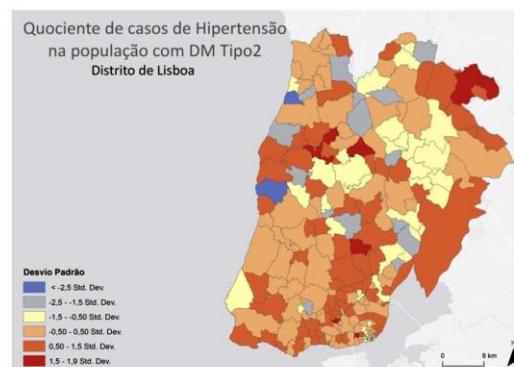 Quociente de casos de Hipertensão
na população com DM Tipo2
Distrito de Lisboa
Desvio Padrão
< -2,5 Std. Dev.
-2,5 - -1,5 Std. Dev.
-1,5 - -0,50 Std. Dev.
-0,50 - 0,50 Std. Dev.
0,50 - 1,5 Std. Dev.
1,5 - 1,9 Std. Dev.
0 9 km
N